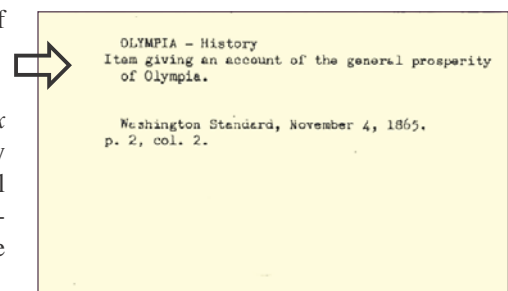 OLYMPIA - History
Item giving an account of the general prosperity
of Olympia.
Washington Standard, November 4, 1865.
p. 2, col. 2.